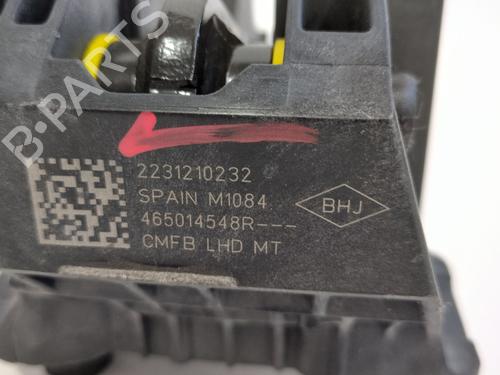 B-PARTS
2231210232
SPAIN M1084
465014548R---
CMFB LHD MT
BHJ